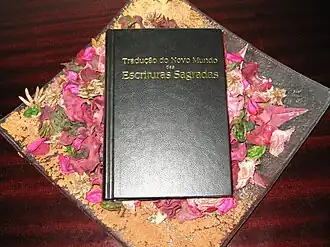 Tradução do Novo Mundo
das
Escrituras Sagradas